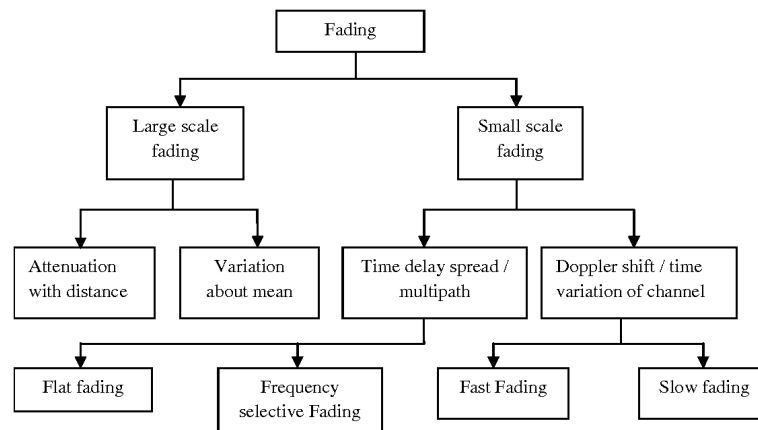 Fading
Large scale
fading
Small scale
fading
Attenuation
with distance
Variation
about mean
Time delay spread /
multipath
Doppler shift / time
variation of channel
Flat fading
Frequency
selective Fading
Fast Fading
Slow fading